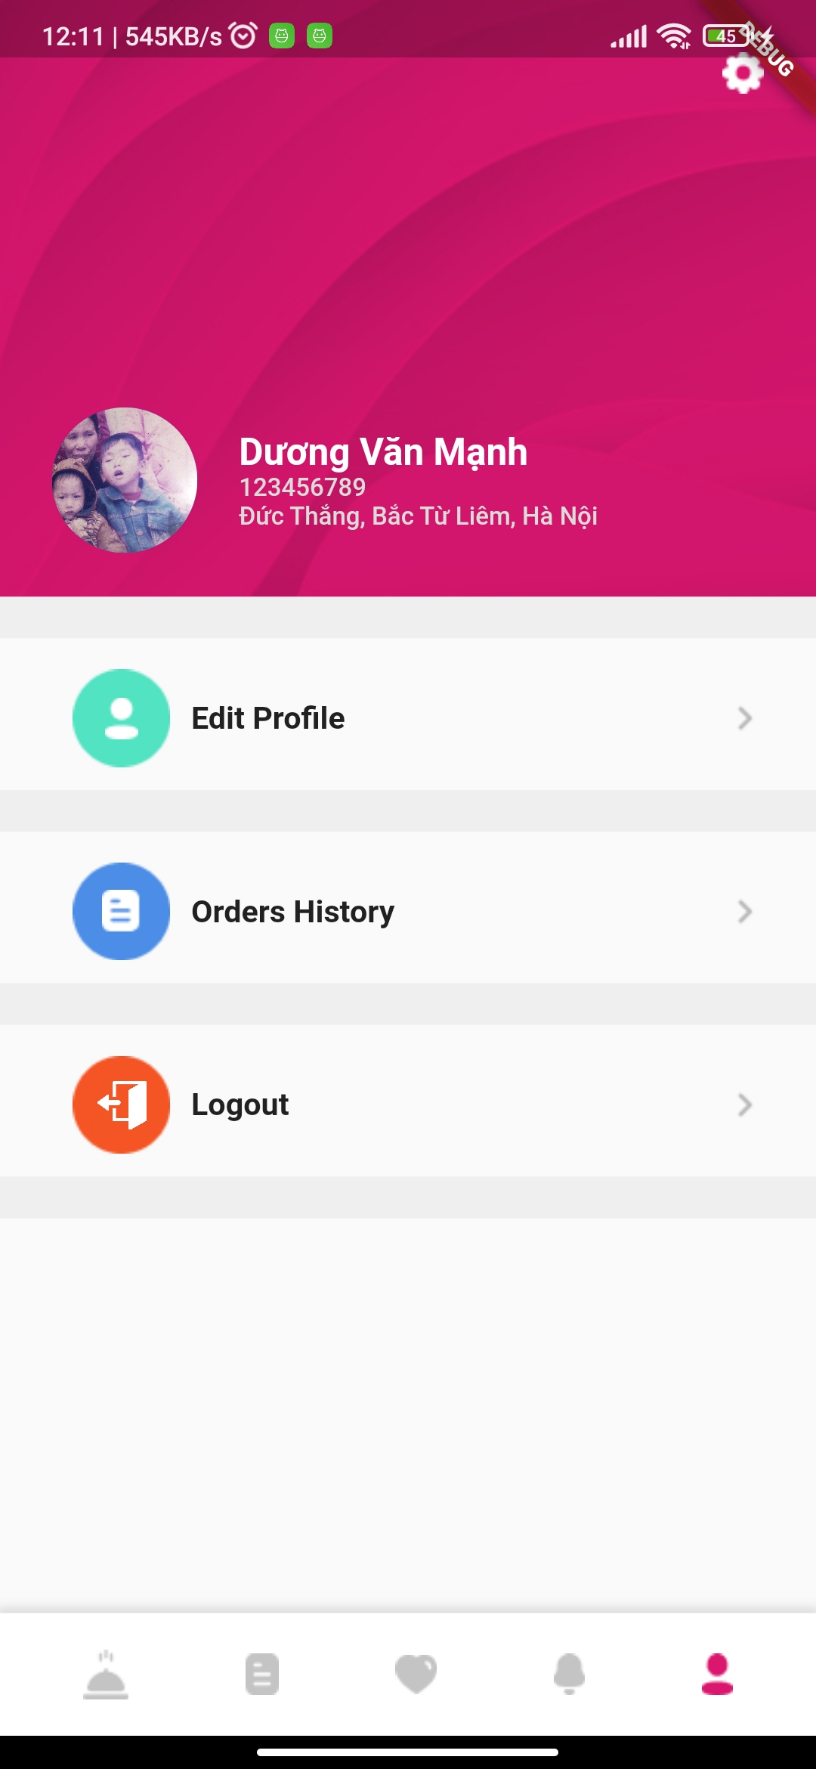 12:11 | 545KB/s
45
DEBUG
Dương Văn Mạnh
123456789
Đức Thắng, Bắc Từ Liêm, Hà Nội
Edit Profile
Orders History
Logout